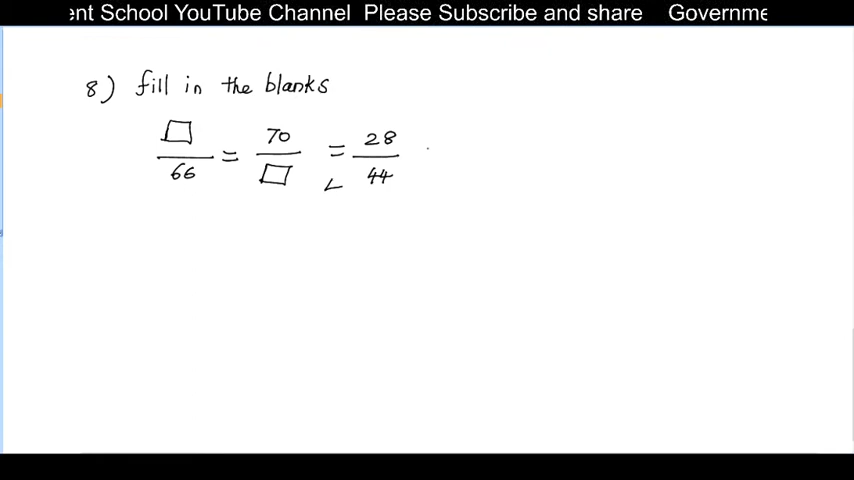 ent School YouTube Channel Please Subscribe and share Governme
8) fill in the blanks
□/66 = 70/□ = 28/44